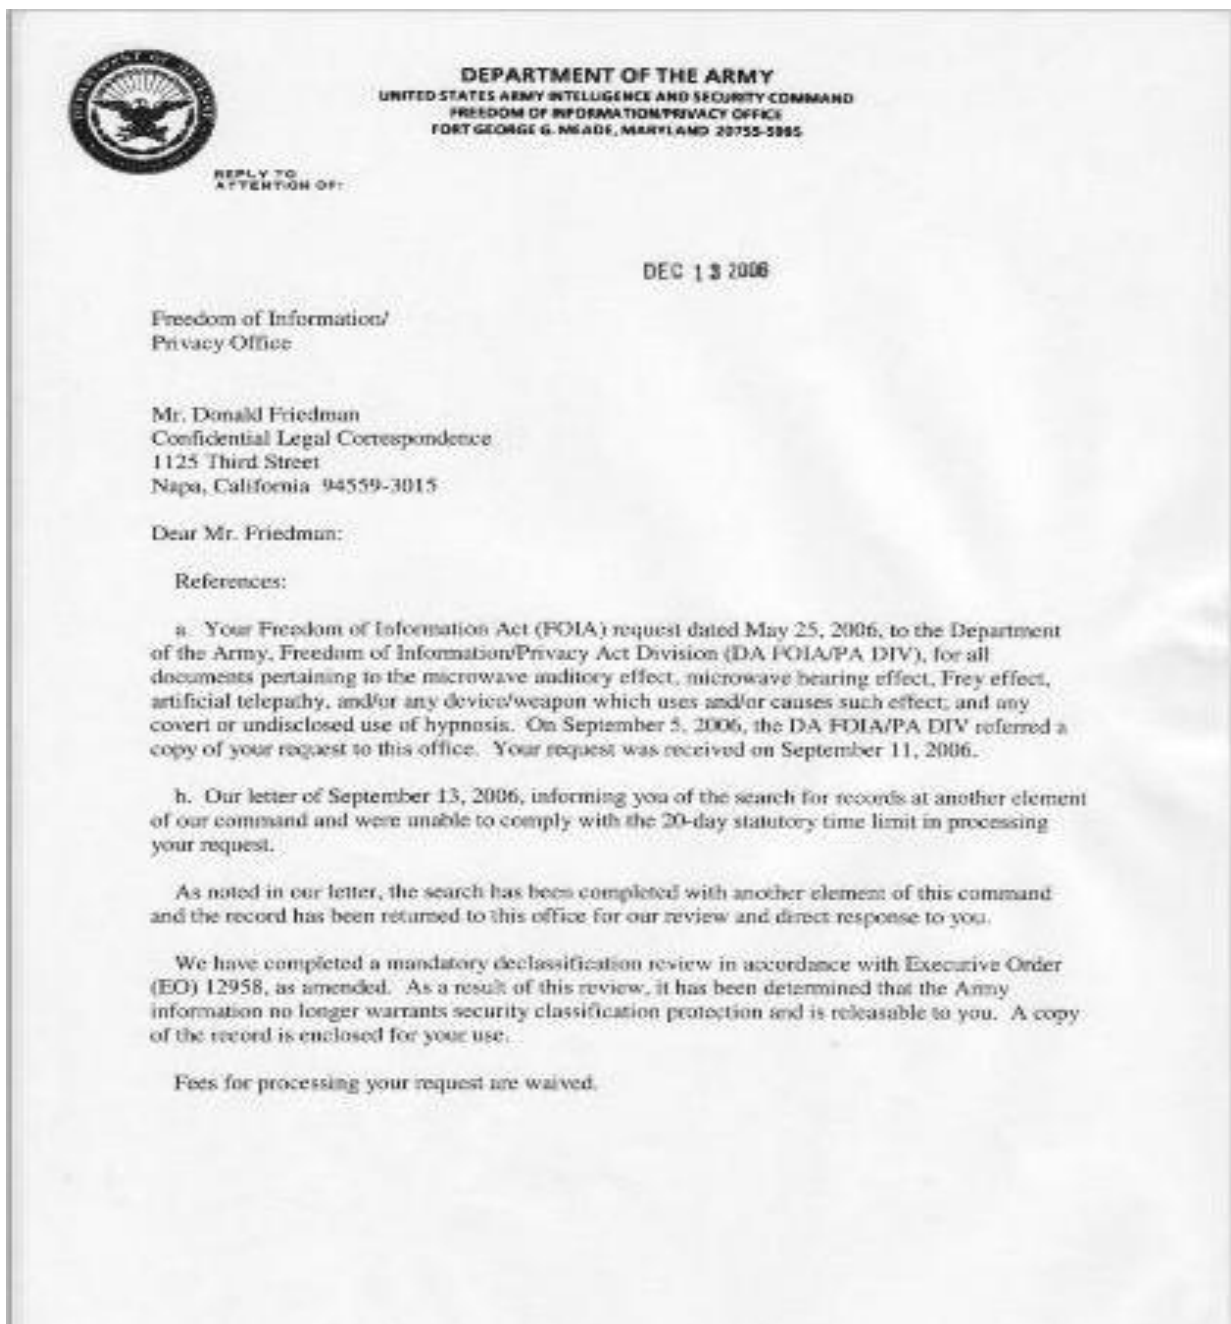 DEPARTMENT OF THE ARMY
UNITED STATES ARMY INTELLIGENCE AND SECURITY COMMAND
FREEDOM OF INFORMATION/PRIVACY OFFICE
FORT GEORGE G. MEADE, MARYLAND 20755-5995
REPLY TO
ATTENTION OF:
DEC 13 2006
Freedom of Information/
Privacy Office
Mr. Donald Friedman
Confidential Legal Correspondence
1125 Third Street
Napa, California 94559-3015
Dear Mr. Friedman:
References:
a. Your Freedom of Information Act (FOIA) request dated May 25, 2006, to the Department
of the Army, Freedom of Information/Privacy Act Division (DA FOIA/PA DIV), for all
documents pertaining to the microwave auditory effect, microwave hearing effect, Frey effect,
artificial telepathy, and/or any device/weapon which uses and/or causes such effect; and any
covert or undisclosed use of hypnosis. On September 5, 2006, the DA FOIA/PA DIV referred a
copy of your request to this office. Your request was received on September 11, 2006.
b. Our letter of September 13, 2006, informing you of the search for records at another element
of our command and were unable to comply with the 20-day statutory time limit in processing
your request.
As noted in our letter, the search has been completed with another element of this command
and the record has been returned to this office for our review and direct response to you.
We have completed a mandatory declassification review in accordance with Executive Order
(EO) 12958, as amended. As a result of this review, it has been determined that the Army
information no longer warrants security classification protection and is releasable to you. A copy
of the record is enclosed for your use.
Fees for processing your request are waived.